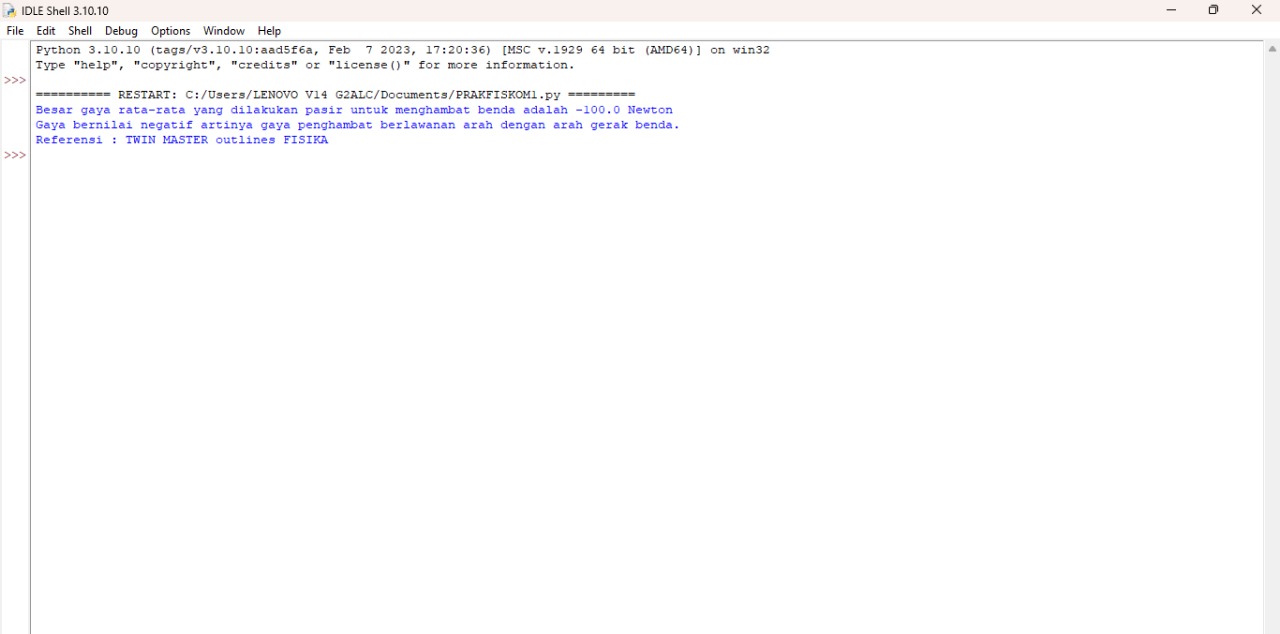 IDLE Shell 3.10.10
File Edit Shell Debug Options Window Help
Python 3.10.10 (tags/v3.10.10:aad5f6a, Feb  7 2023, 17:20:36) [MSC v.1929 64 bit (AMD64)] on win32
Type "help", "copyright", "credits" or "license()" for more information.
>>>
========== RESTART: C:/Users/LENOVO V14 G2ALC/Documents/PRAKFISKOM1.py =========
Besar gaya rata-rata yang dilakukan pasir untuk menghambat benda adalah -100.0 Newton
Gaya bernilai negatif artinya gaya penghambat berlawanan arah dengan arah gerak benda.
Referensi : TWIN MASTER outlines FISIKA
>>>